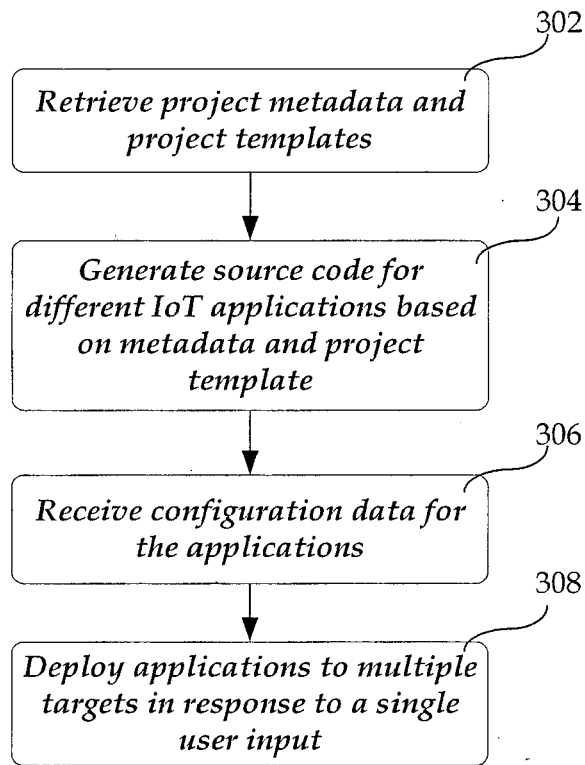 302
Retrieve project metadata and
project templates
304
Generate source code for
different IoT applications based
on metadata and project
template
306
Receive configuration data for
the applications
308
Deploy applications to multiple
targets in response to a single
user input